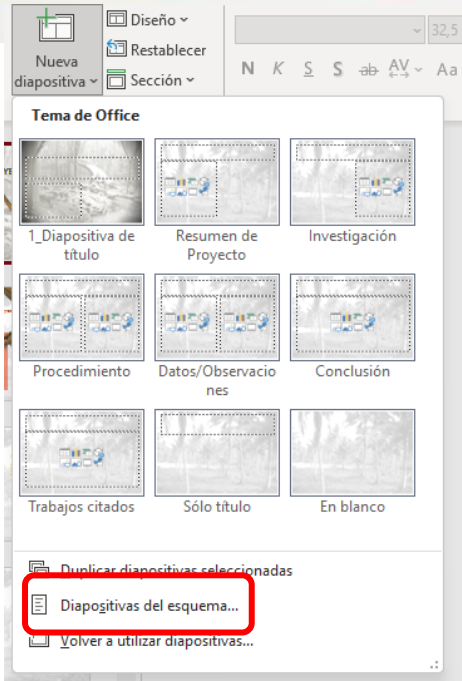 Diseño
32,5
Restablecer
Nueva
diapositiva
Sección
N K S S ab AV Aa
Tema de Office
1_Diapositiva de
título
Resumen de
Proyecto
Investigación
Procedimiento
Datos/Observacio
nes
Conclusión
Trabajos citados
Sólo título
En blanco
Duplicar diapositivas seleccionadas
Diapositivas del esquema...
Volver a utilizar diapositivas...